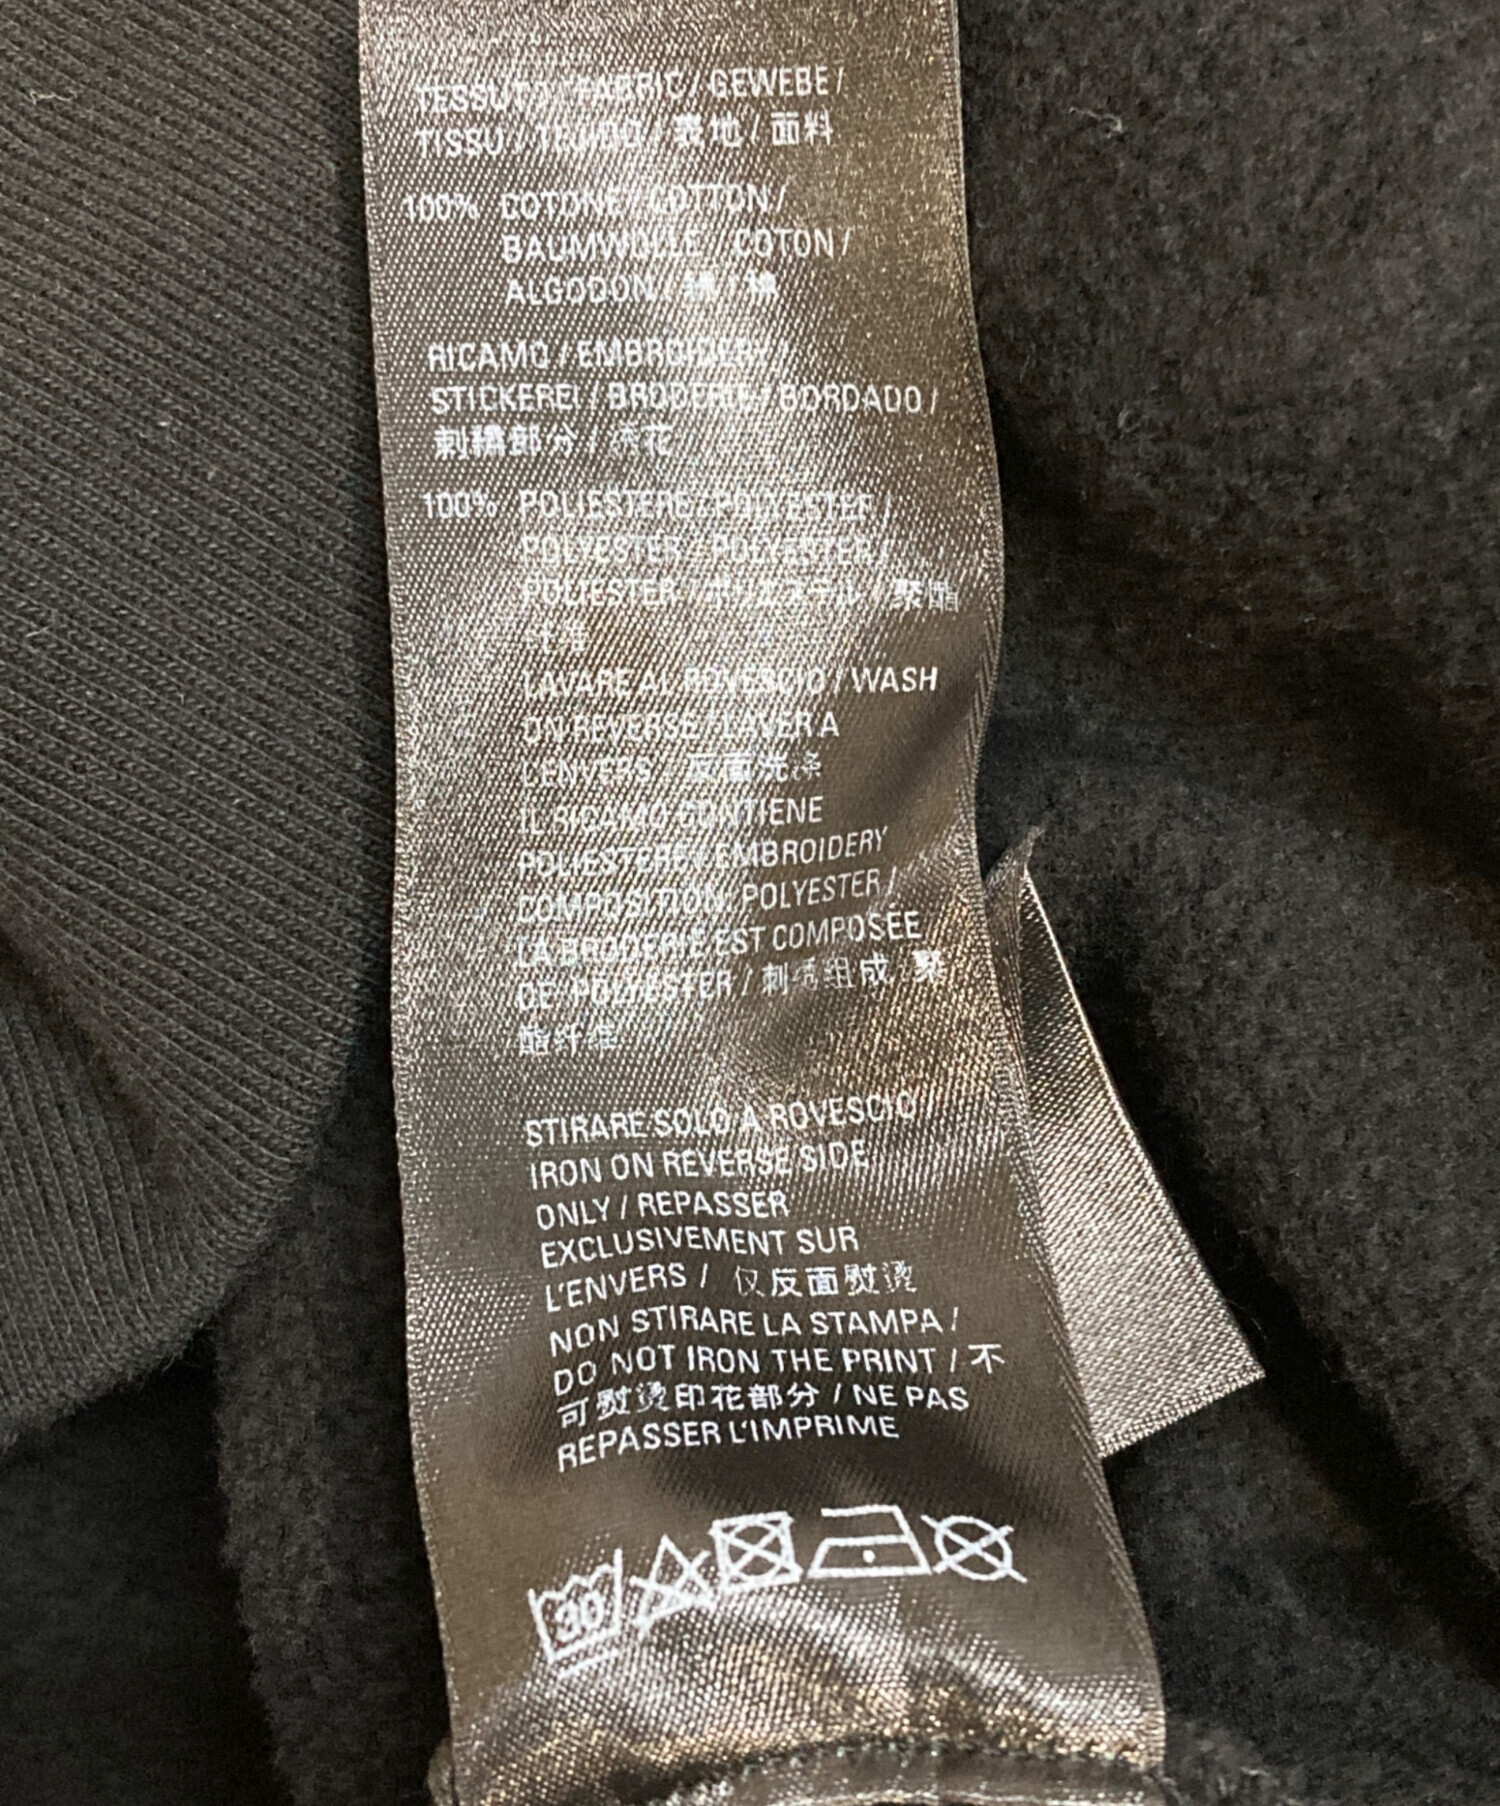 TESSUTO / FABRIC / GEWEBE /
TISSU / TEJIDO / 表地 / 面料
100% COTONE / COTTON /
BAUMWOLLE / COTON /
ALGODON / 綿 / 棉
RICAMO / EMBROIDERY /
STICKEREI / BRODERIE / BORDADO /
刺繍部分 / 绣花
100% POLIESTERE / POLYESTER /
POLYESTER / POLYESTER /
POLIESTER / ポリエステル / 聚酯
纤维
LAVARE AL ROVESCIO / WASH
ON REVERSE / LAVER A
L'ENVERS / 反面洗涤
IL RICAMO CONTIENE
POLIESTERE / EMBROIDERY
COMPOSITION: POLYESTER /
LA BRODERIE EST COMPOSÉE
DE POLYESTER / 刺绣组成 聚
酯纤维
STIRARE SOLO A ROVESCIO /
IRON ON REVERSE SIDE
ONLY / REPASSER
EXCLUSIVEMENT SUR
L'ENVERS / 仅反面熨烫
NON STIRARE LA STAMPA /
DO NOT IRON THE PRINT / 不
可熨烫印花部分 / NE PAS
REPASSER L'IMPRIME
30